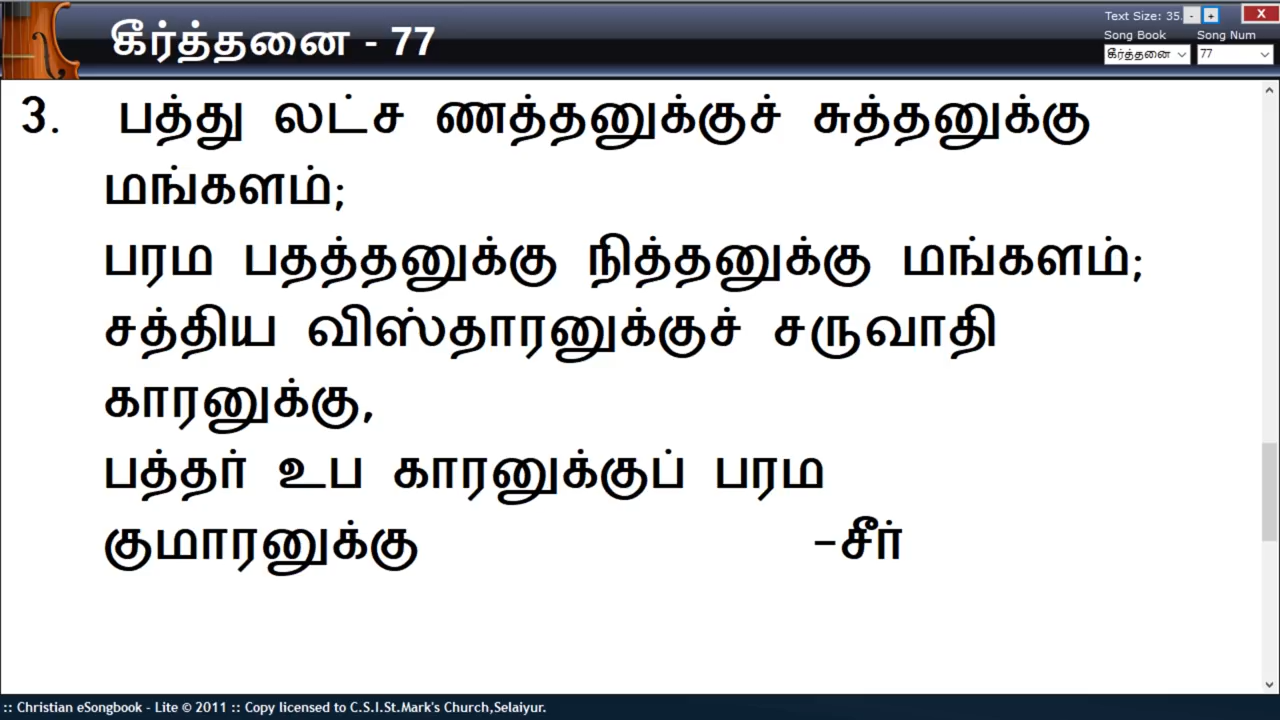 கீர்த்தனை - 77
Text Size: 35. - + X
Song Book Song Num
கீர்த்தனை 77
3. பத்து லட்ச ணத்தனுக்குச் சுத்தனுக்கு
மங்களம்;
பரம பதத்தனுக்கு நித்தனுக்கு மங்களம்;
சத்திய விஸ்தாரனுக்குச் சருவாதி
காரனுக்கு,
பத்தர் உப காரனுக்குப் பரம
குமாரனுக்கு -சீர்
:: Christian eSongbook - Lite © 2011 :: Copy licensed to C.S.I.St.Mark's Church,Selaiyur.